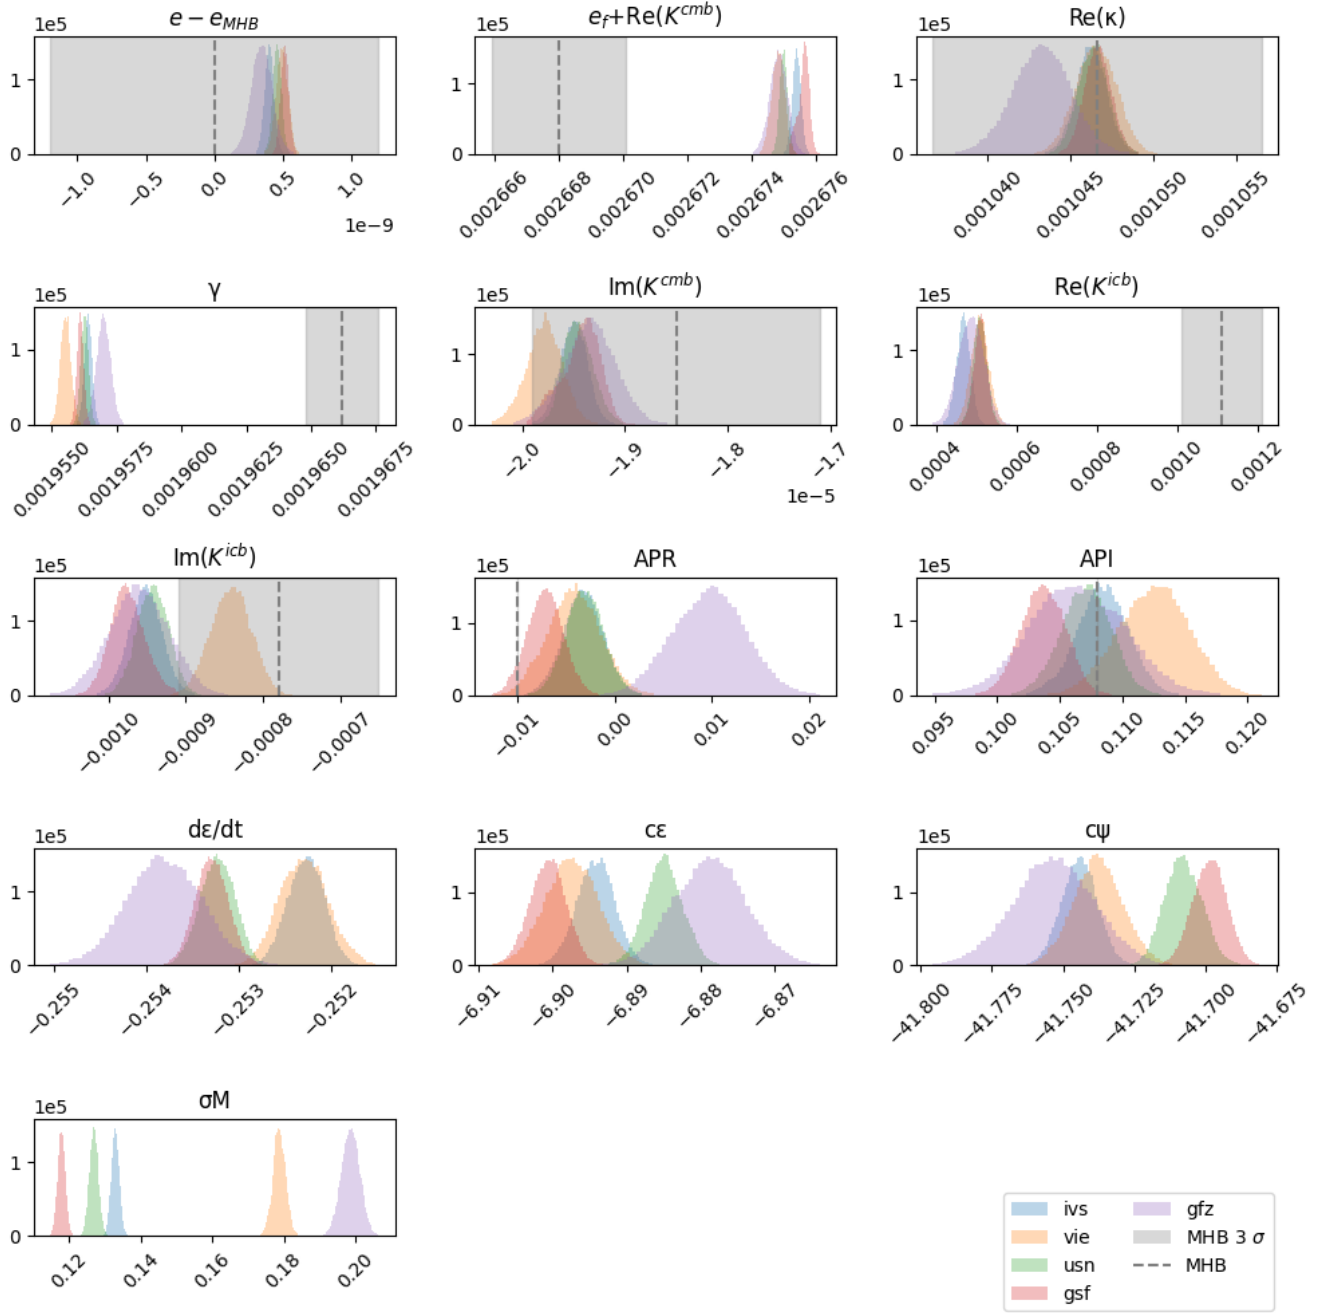 e − e_MHB
e_f+Re(K^cmb)
Re(κ)
1e5
1e5
1e5
1
1
1
0
0
0
−1.0 −0.5 0.0 0.5 1.0
1e−9
0.002666 0.002668 0.002670 0.002672 0.002674 0.002676
0.001040 0.001045 0.001050 0.001055
γ
Im(K^cmb)
Re(K^icb)
1e5
1e5
1e5
1
1
1
0
0
0
0.0019550 0.0019575 0.0019600 0.0019625 0.0019650 0.0019675
−2.0 −1.9 −1.8 −1.7
1e−5
0.0004 0.0006 0.0008 0.0010 0.0012
Im(K^icb)
APR
API
1e5
1e5
1e5
1
1
1
0
0
0
−0.0010 −0.0009 −0.0008 −0.0007
−0.01 0.00 0.01 0.02
0.095 0.100 0.105 0.110 0.115 0.120
dε/dt
cε
cψ
1e5
1e5
1e5
1
1
1
0
0
0
−0.255 −0.254 −0.253 −0.252
−6.91 −6.90 −6.89 −6.88 −6.87
−41.800 −41.775 −41.750 −41.725 −41.700 −41.675
σM
1e5
1
0
0.12 0.14 0.16 0.18 0.20
ivs
vie
usn
gsf
gfz
MHB 3 σ
MHB